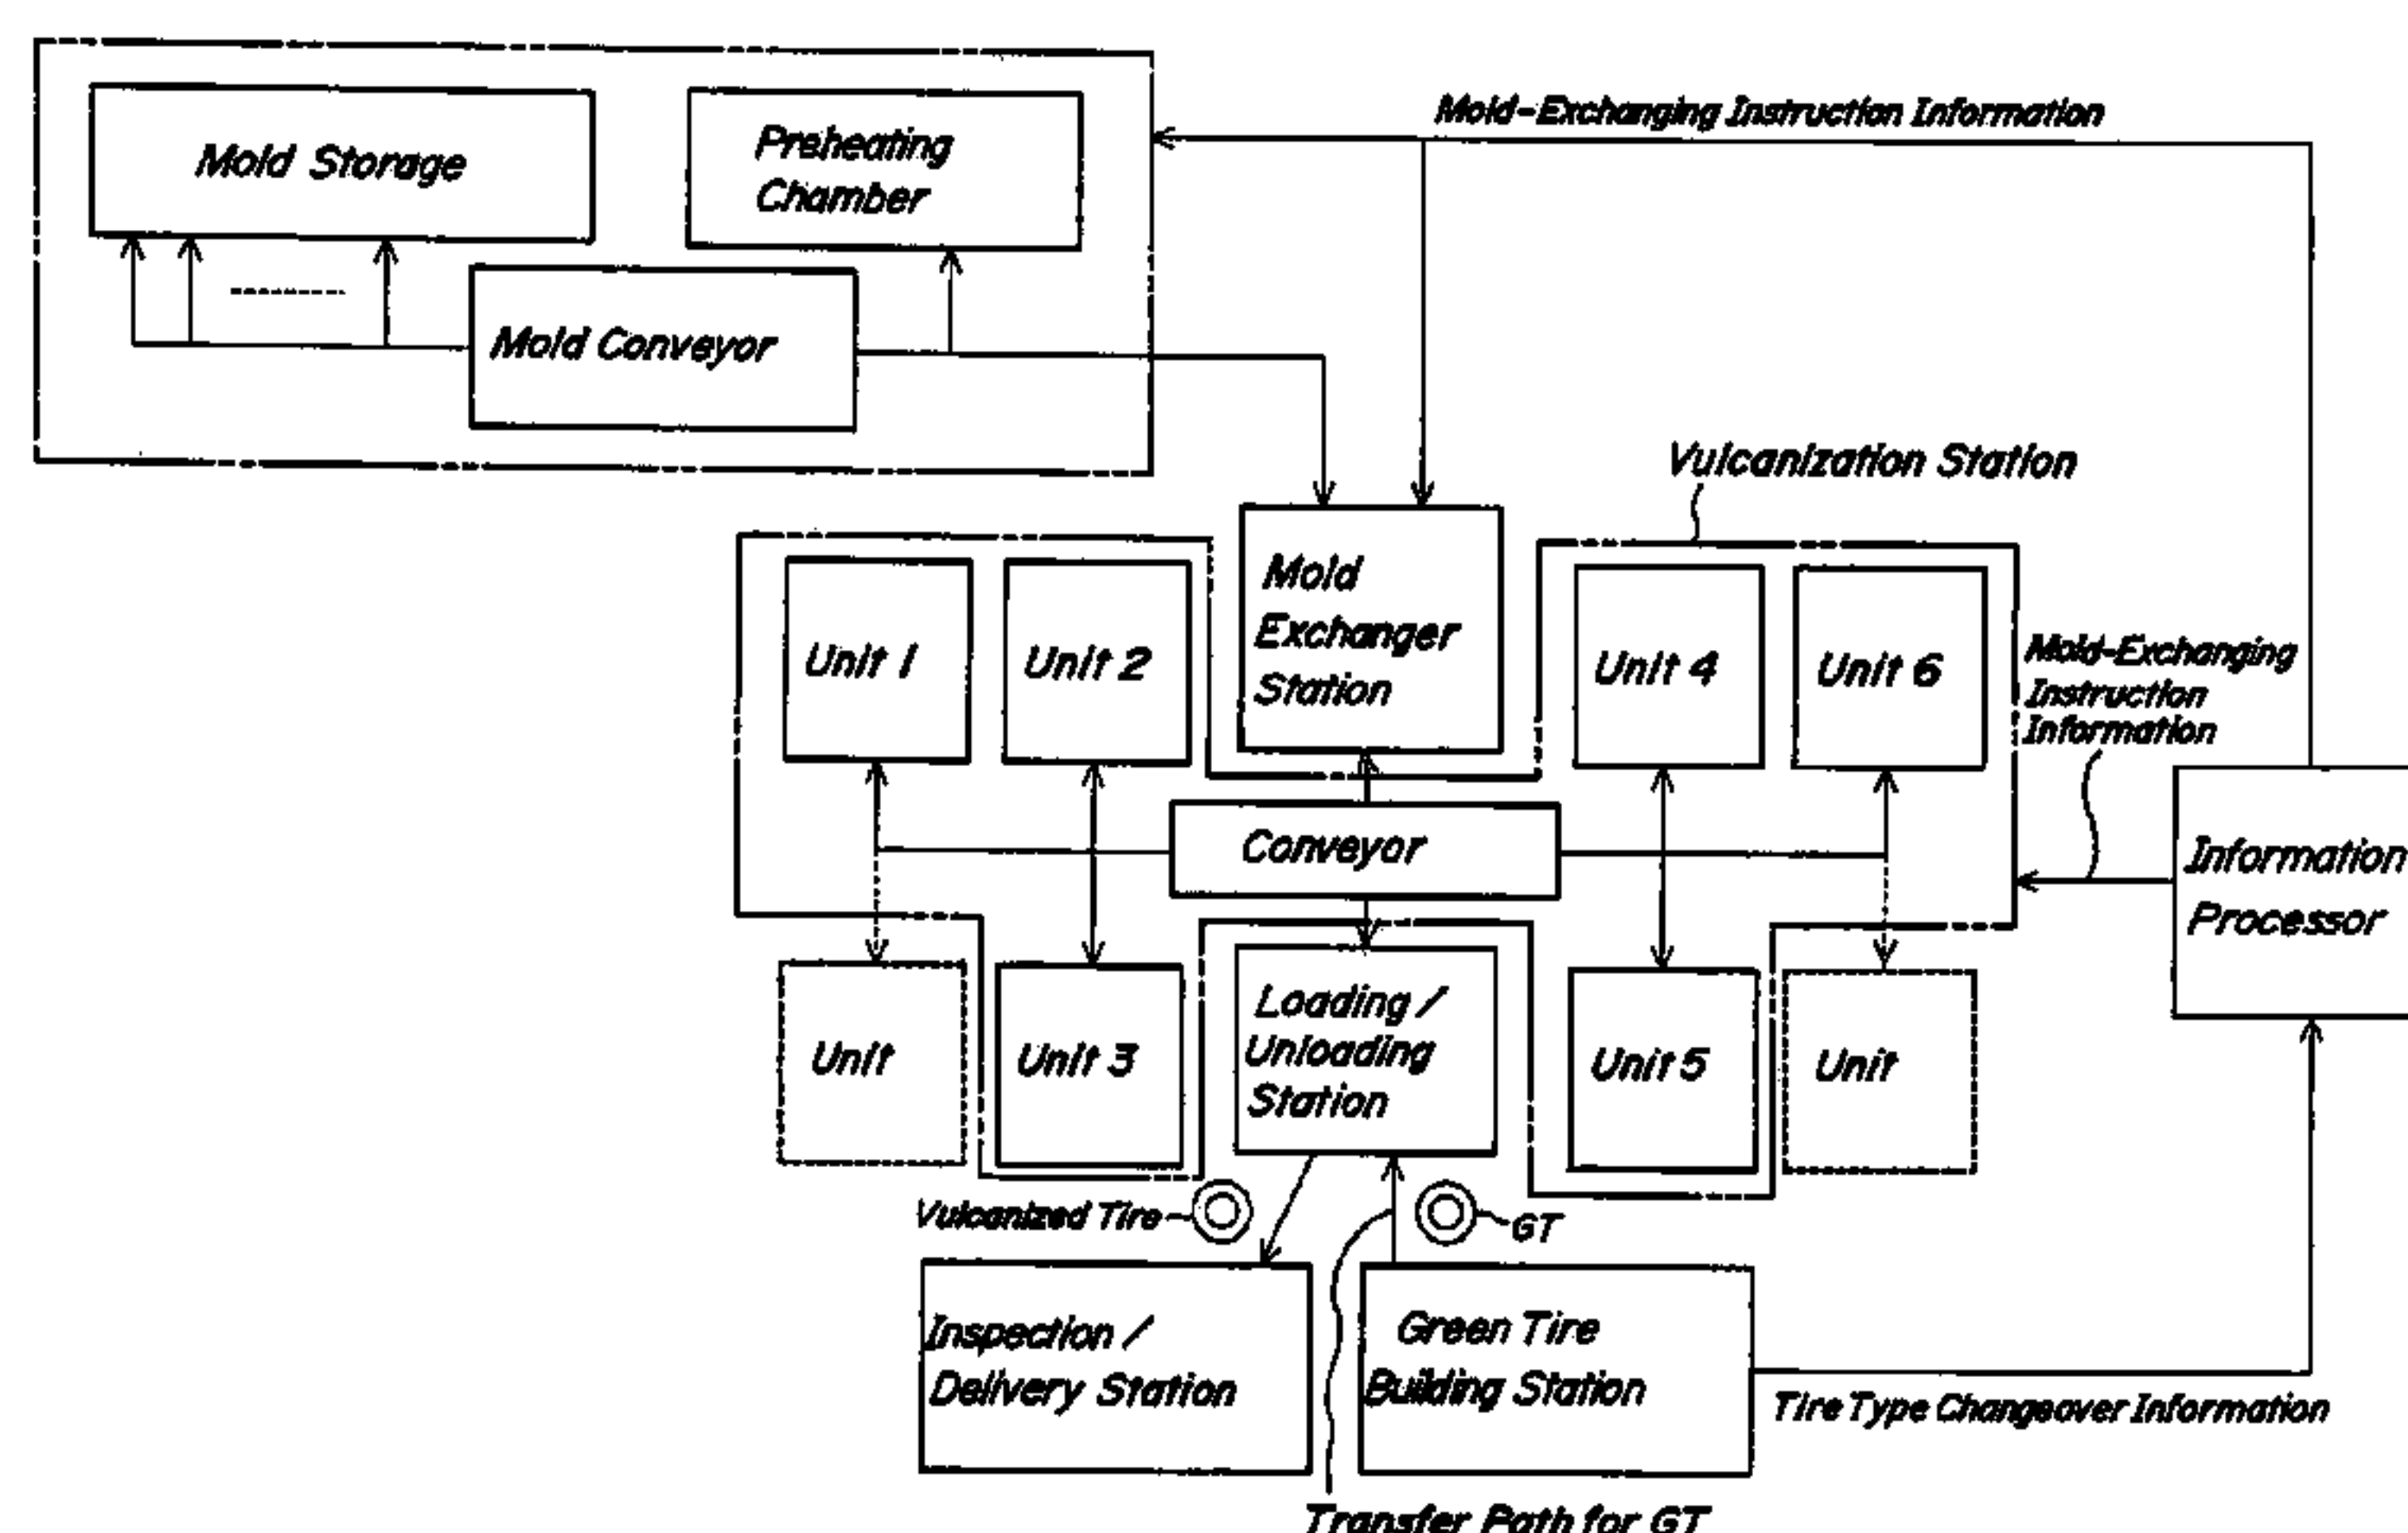 Mold Storage
Preheating
Chamber
Mold-Exchanging Instruction Information
Mold Conveyor
Vulcanization Station
Mold
Exchanger
Station
Unit 1
Unit 2
Unit 4
Unit 6
Mold-Exchanging
Instruction
Information
Conveyor
Information
Processor
Loading /
Unloading
Station
Unit
Unit 3
Unit 5
Unit
Vulcanized Tire
GT
Inspection /
Delivery Station
Green Tire
Building Station
Tire Type Changeover Information
Transfer Path for GT